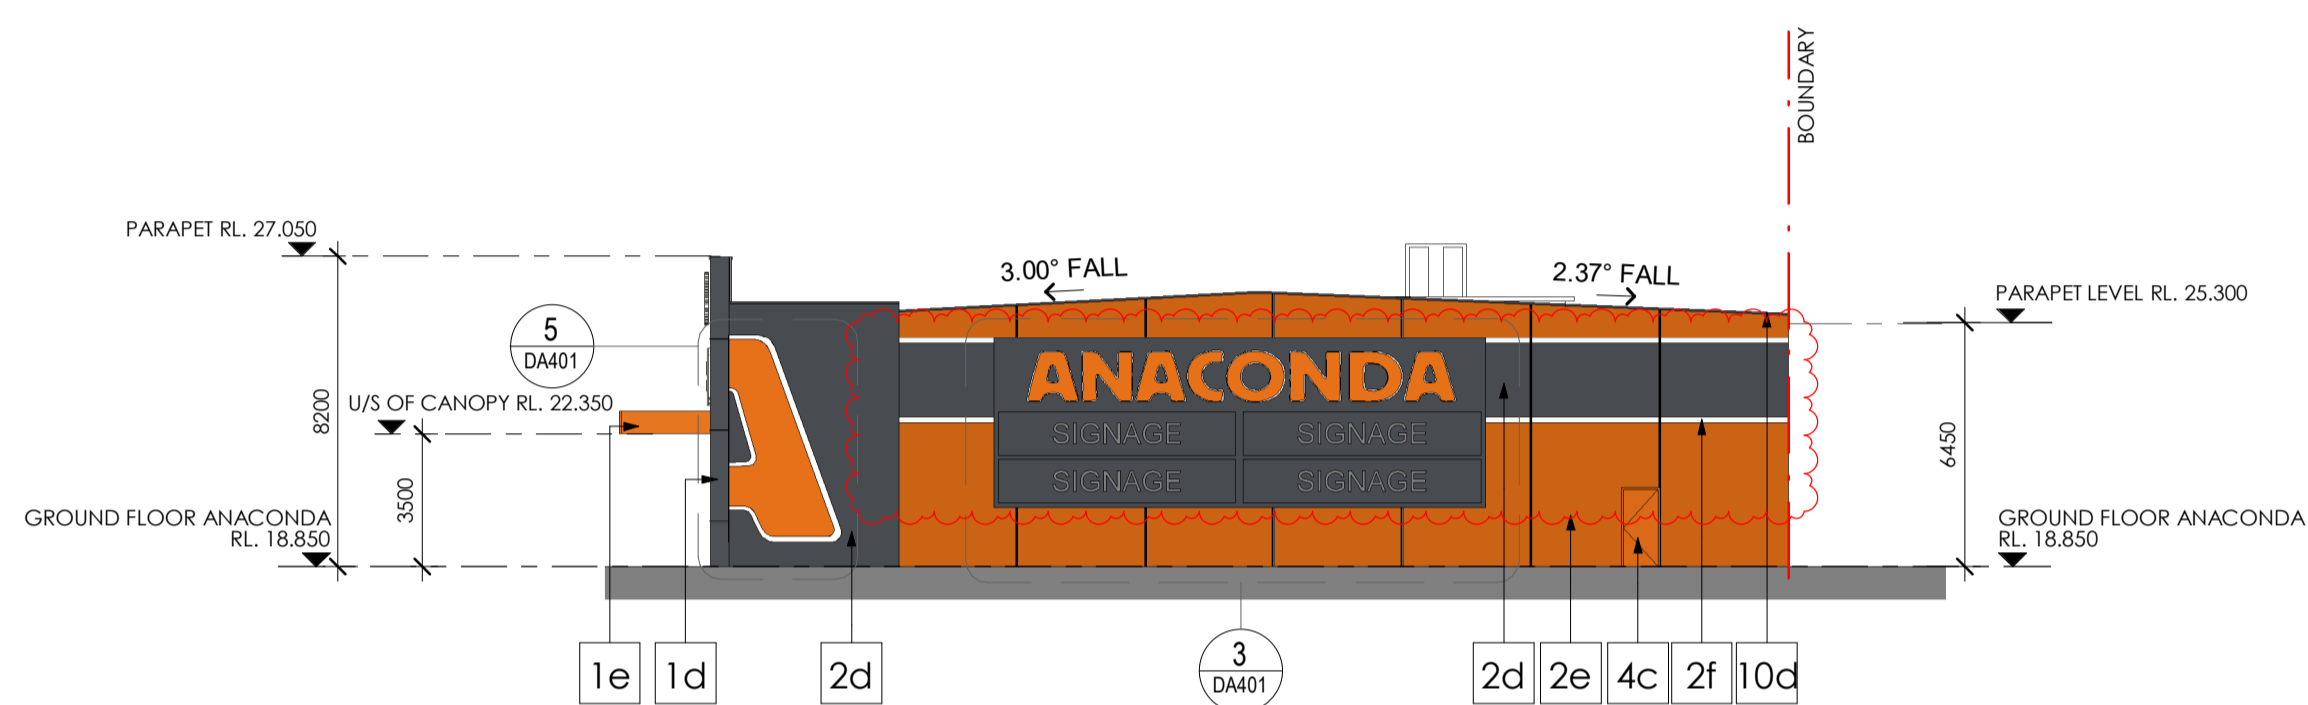 BOUNDARY
PARAPET RL. 27.050
3.00° FALL
2.37° FALL
PARAPET LEVEL RL. 25.300
5
DA401
8200
U/S OF CANOPY RL. 22.350
3500
ANACONDA
SIGNAGE SIGNAGE
SIGNAGE SIGNAGE
6450
GROUND FLOOR ANACONDA
RL. 18.850
GROUND FLOOR ANACONDA
RL. 18.850
1e 1d 2d
3
DA401
2d 2e 4c 2f 10d